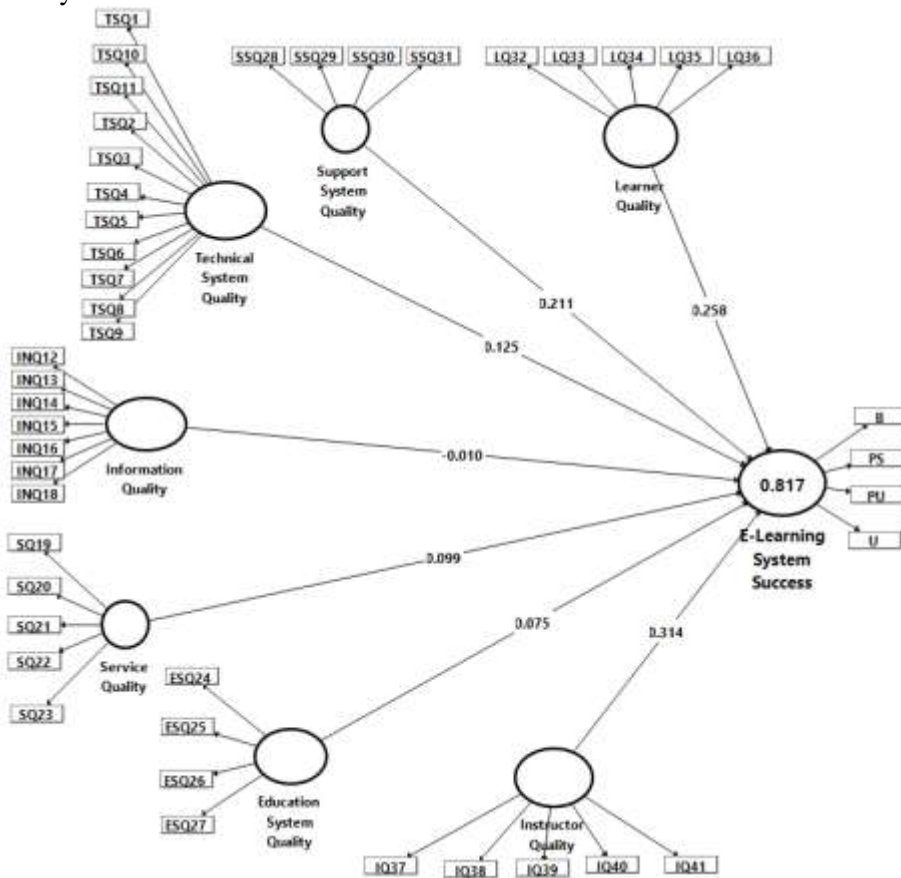 TSQ1
TSQ10
TSQ11
TSQ2
TSQ3
TSQ4
TSQ5
TSQ6
TSQ7
TSQ8
TSQ9
Technical
System
Quality
SSQ28
SSQ29
SSQ30
SSQ31
Support
System
Quality
LQ32
LQ33
LQ34
LQ35
LQ36
Learner
Quality
0.211
0.258
0.125
INQ12
INQ13
INQ14
INQ15
INQ16
INQ17
INQ18
Information
Quality
-0.010
B
PS
PU
U
0.817
E-Learning
System
Success
SQ19
SQ20
SQ21
SQ22
SQ23
Service
Quality
0.099
0.075
0.314
ESQ24
ESQ25
ESQ26
ESQ27
Education
System
Quality
Instructor
Quality
IQ37
IQ38
IQ39
IQ40
IQ41